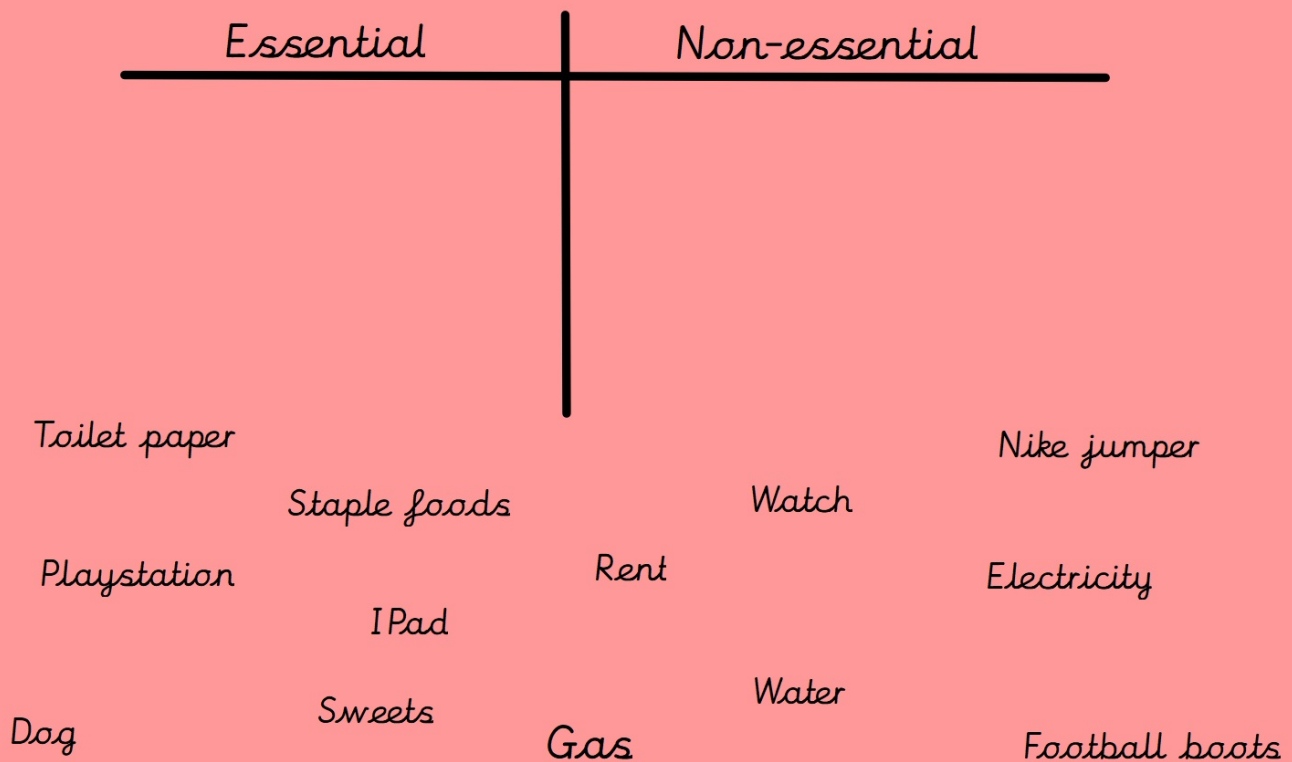 Essential
Non-essential
Toilet paper
Nike jumper
Staple foods
Watch
Playstation
Rent
Electricity
IPad
Sweets
Water
Dog
Gas
Football boots